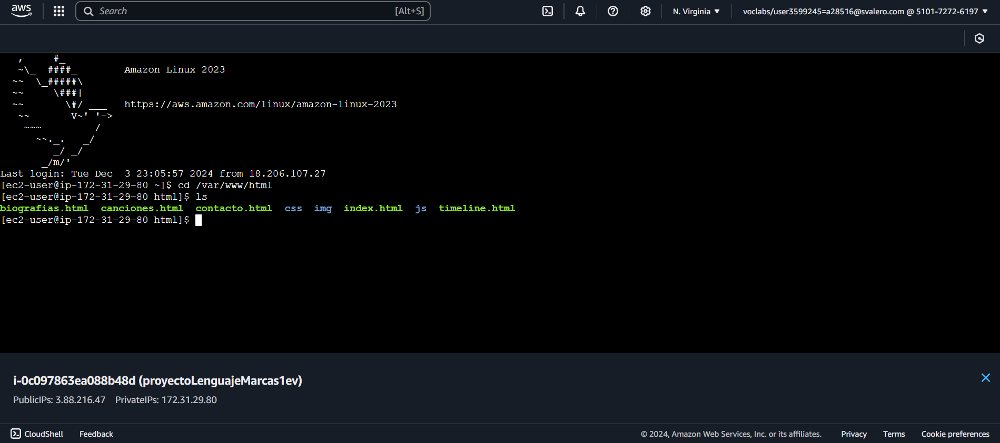 aws
Search [Alt+S] N. Virginia voclabs/user3599245=a28516@svalero.com @ 5101-7272-6197
   ,     #_
   ~\_  ####_        Amazon Linux 2023
  ~~  \_#####\
  ~~     \###|
  ~~       \#/ ___   https://aws.amazon.com/linux/amazon-linux-2023
   ~~       V~' '->
    ~~~         /
      ~~._.   _/
         _/ _/
       _/m/'
Last login: Tue Dec  3 23:05:57 2024 from 18.206.107.27
[ec2-user@ip-172-31-29-80 ~]$ cd /var/www/html
[ec2-user@ip-172-31-29-80 html]$ ls
biografias.html  canciones.html  contacto.html  css  img  index.html  js  timeline.html
[ec2-user@ip-172-31-29-80 html]$
i-0c097863ea088b48d (proyectoLenguajeMarcas1ev)
PublicIPs: 3.88.216.47 PrivateIPs: 172.31.29.80
CloudShell Feedback © 2024, Amazon Web Services, Inc. or its affiliates. Privacy Terms Cookie preferences